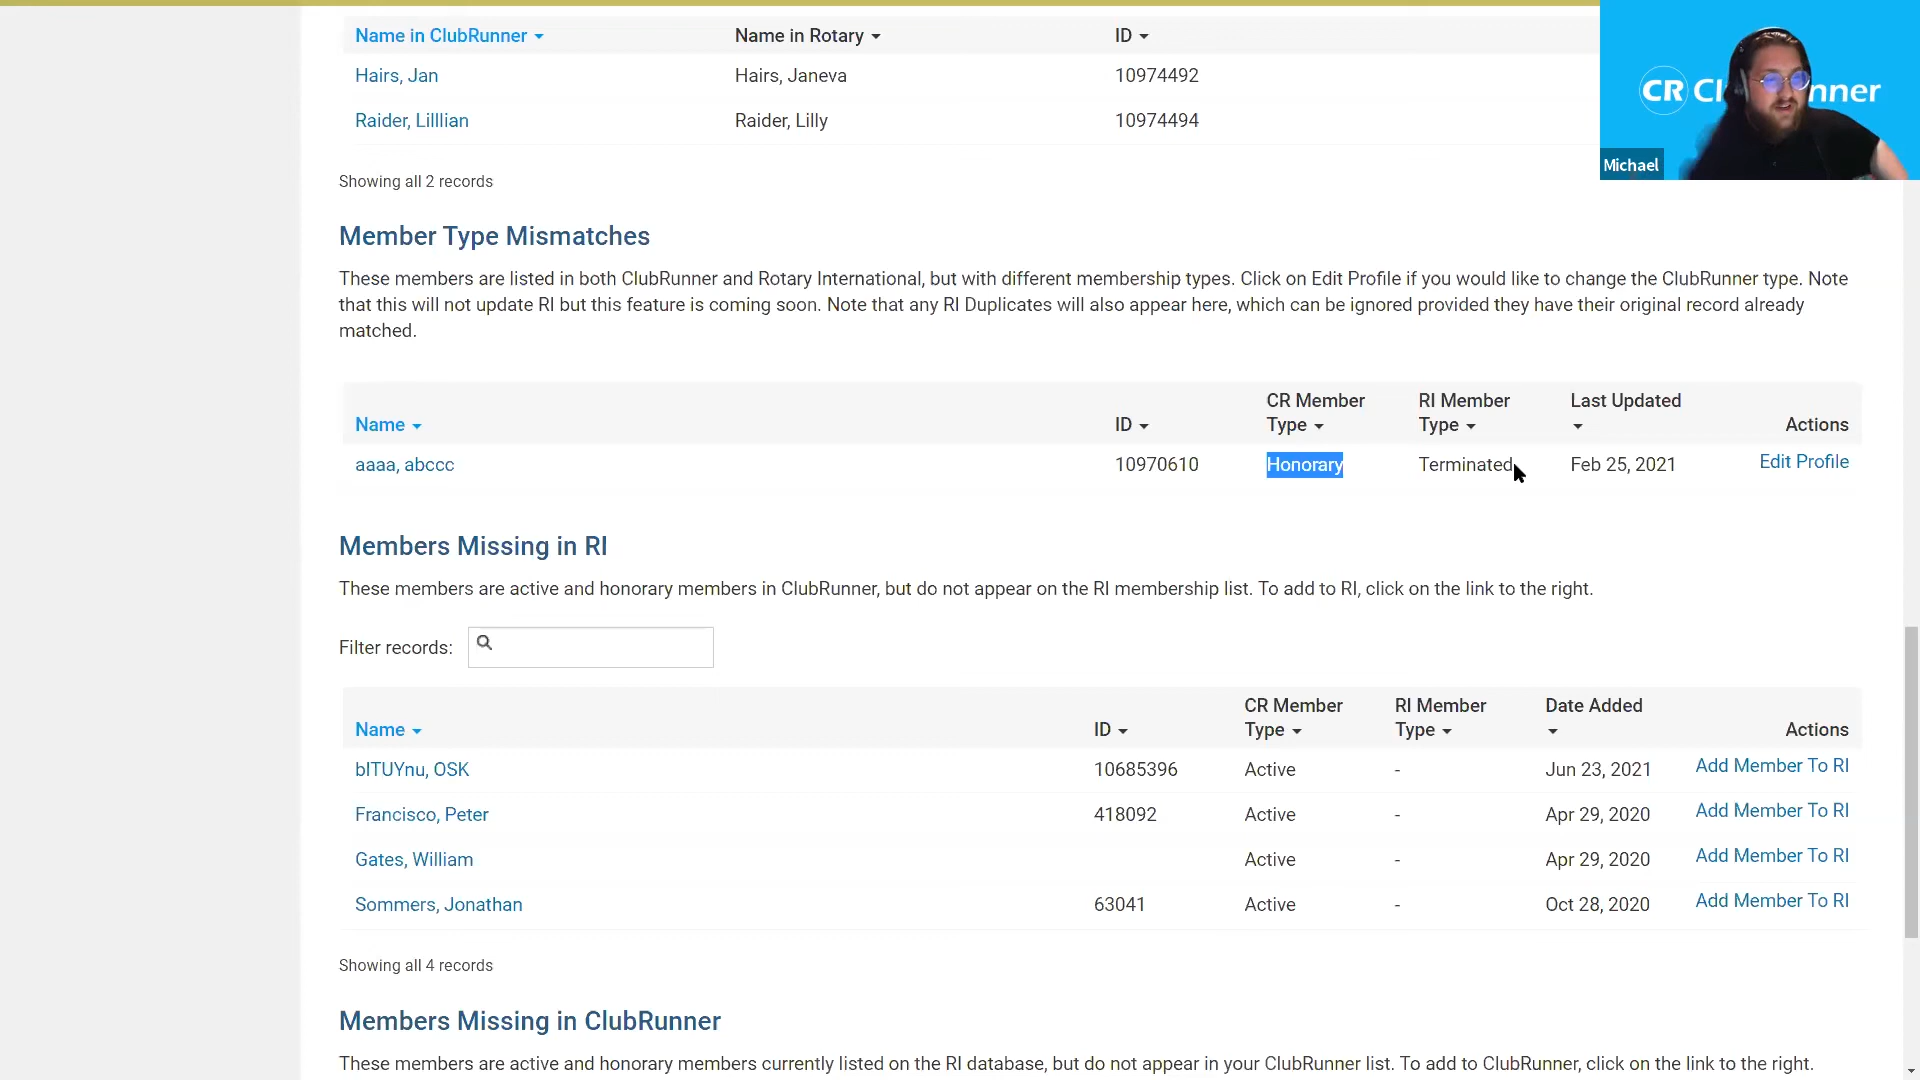 Name in ClubRunner Name in Rotary ID
Hairs, Jan Hairs, Janeva 10974492
Raider, Lilllian Raider, Lilly 10974494
CR Cl nner
Michael
Showing all 2 records
Member Type Mismatches
These members are listed in both ClubRunner and Rotary International, but with different membership types. Click on Edit Profile if you would like to change the ClubRunner type. Note
that this will not update RI but this feature is coming soon. Note that any RI Duplicates will also appear here, which can be ignored provided they have their original record already
matched.
Name ID CR Member Type RI Member Type Last Updated Actions
aaaa, abccc 10970610 Honorary Terminated Feb 25, 2021 Edit Profile
Members Missing in RI
These members are active and honorary members in ClubRunner, but do not appear on the RI membership list. To add to RI, click on the link to the right.
Filter records:
Name ID CR Member Type RI Member Type Date Added Actions
bITUYnu, OSK 10685396 Active - Jun 23, 2021 Add Member To RI
Francisco, Peter 418092 Active - Apr 29, 2020 Add Member To RI
Gates, William Active - Apr 29, 2020 Add Member To RI
Sommers, Jonathan 63041 Active - Oct 28, 2020 Add Member To RI
Showing all 4 records
Members Missing in ClubRunner
These members are active and honorary members currently listed on the RI database, but do not appear in your ClubRunner list. To add to ClubRunner, click on the link to the right.